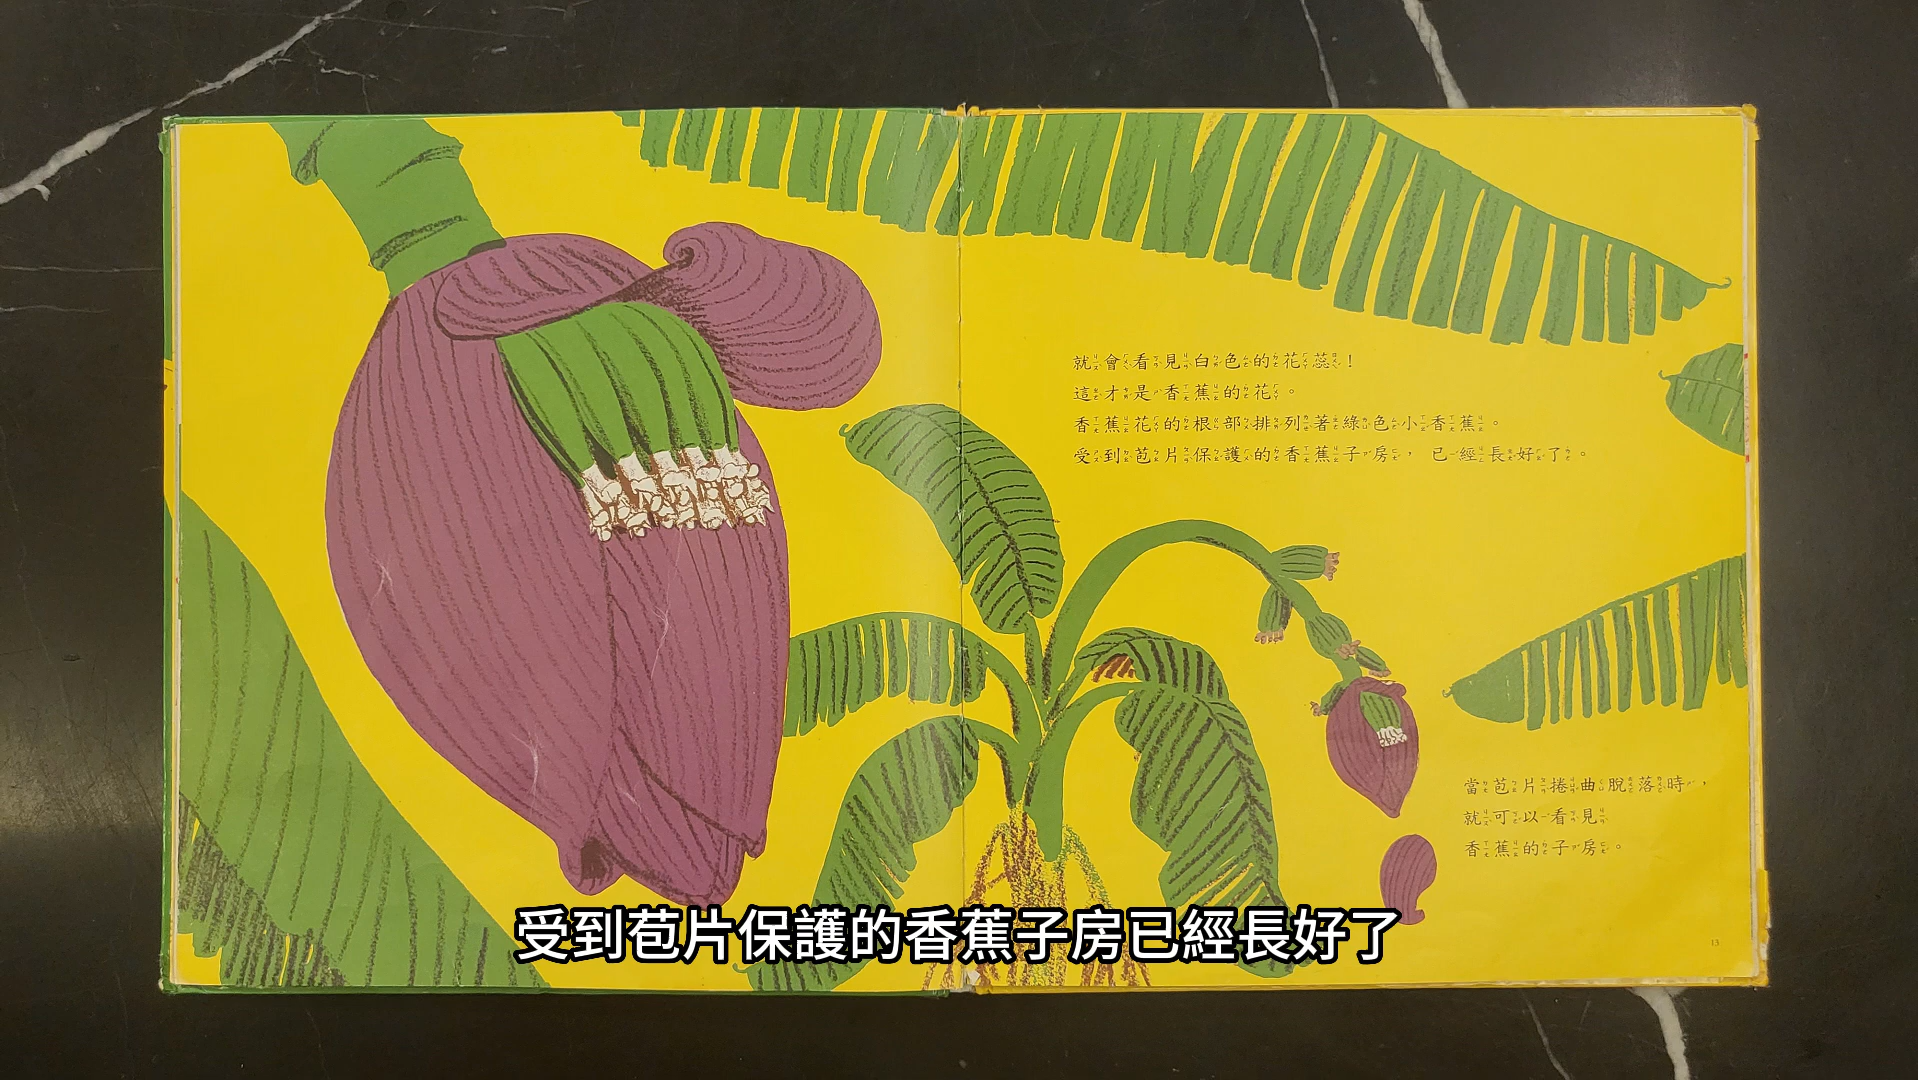 就會看見白色的花蕊！
這才是香蕉的花。
香蕉花的根部排列著綠色小香蕉。
受到苞片保護的香蕉子房，已經長好了。
當苞片捲曲脫落時，
就可以看見
香蕉的子房。
13
受到苞片保護的香蕉子房已經長好了